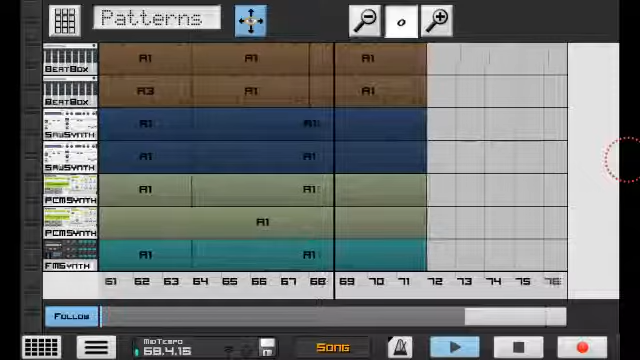 Patterns
o
BeatBox A1 A1 A1
BeatBox A3 A1 A1
SawSynth A1 A1
SawSynth A1 A1
PCMSynth A1 A1
PCMSynth A1
FMSynth A1 A1
61 62 63 64 65 66 67 68 69 70 71 72 73 74 75 76
Follow
MidTempo
68.4.15
Song